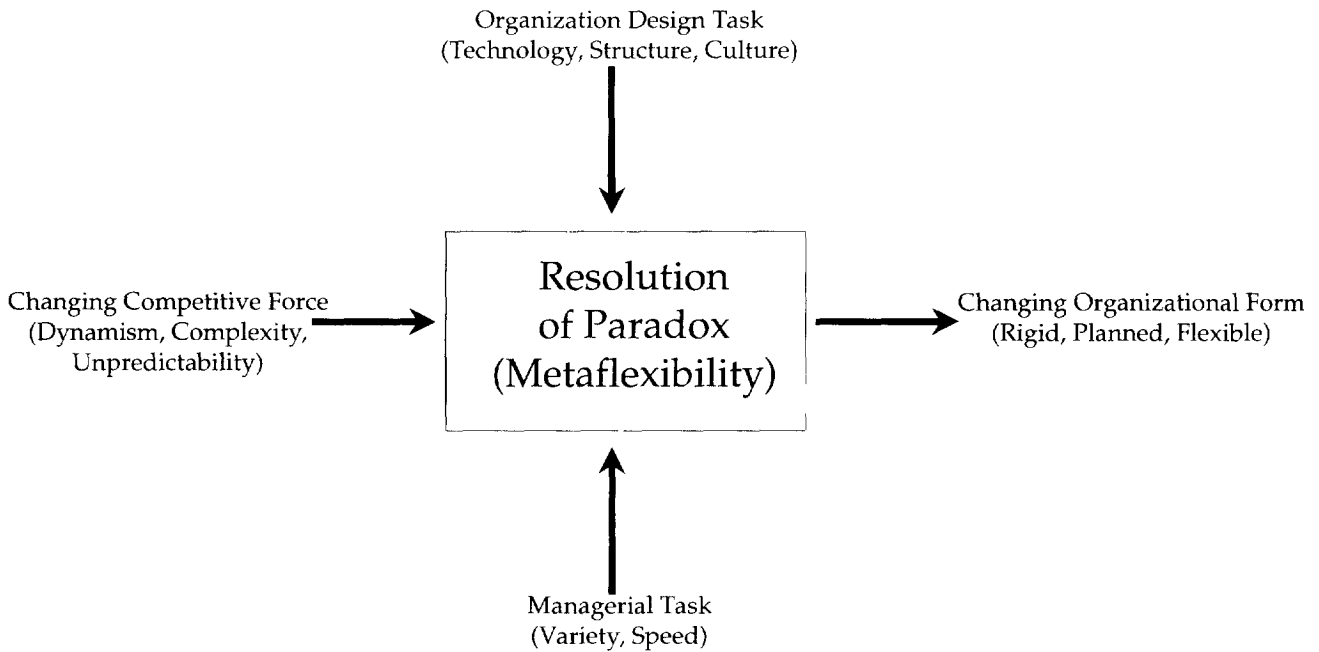 Organization Design Task
(Technology, Structure, Culture)
Resolution
of Paradox
(Metaflexibility)
Changing Competitive Force
(Dynamism, Complexity,
Unpredictability)
Changing Organizational Form
(Rigid, Planned, Flexible)
Managerial Task
(Variety, Speed)